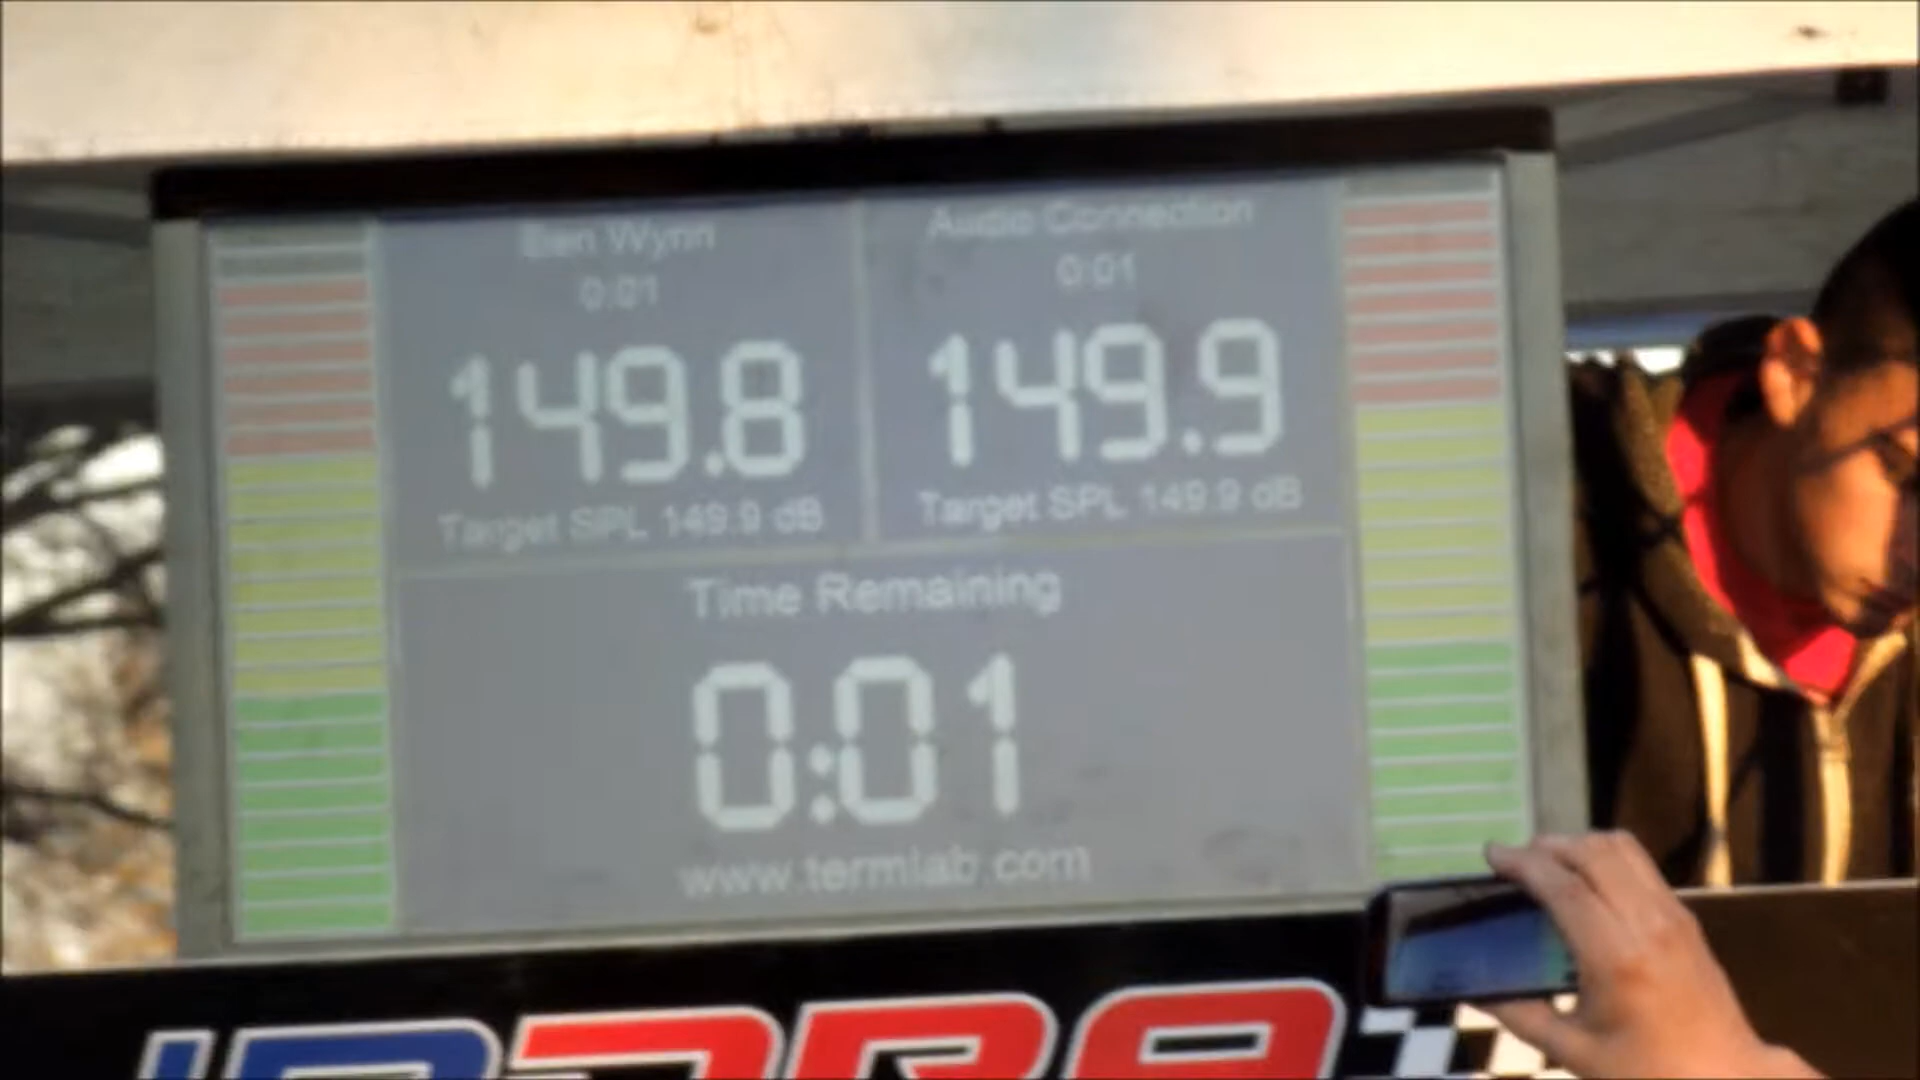 Ben Wynn
0:01
149.8
Target SPL 149.9 dB
Audio Connection
0:01
149.9
Target SPL 149.9 dB
Time Remaining
0:01
www.termlab.com